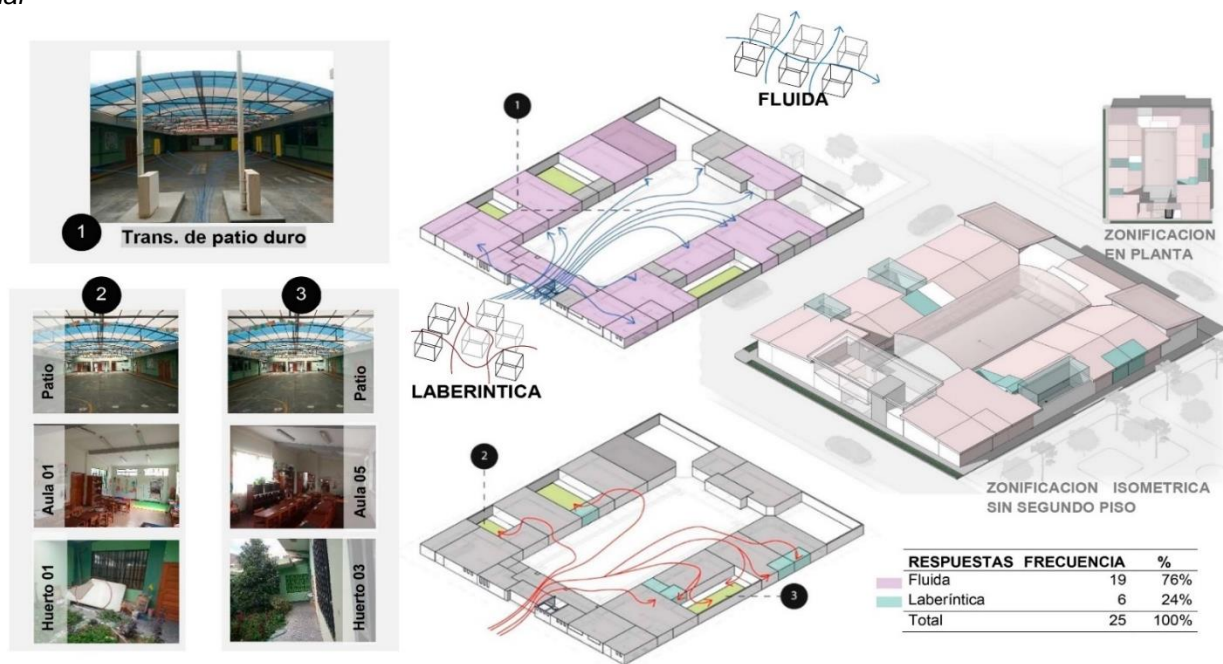 1
Trans. de patio duro
2
Patio
Aula 01
Huerto 01
3
Patio
Aula 05
Huerto 03
FLUIDA
1
LABERINTICA
2
3
ZONIFICACION
EN PLANTA
ZONIFICACION ISOMETRICA
SIN SEGUNDO PISO
RESPUESTAS FRECUENCIA %
Fluida 19 76%
Laberíntica 6 24%
Total 25 100%